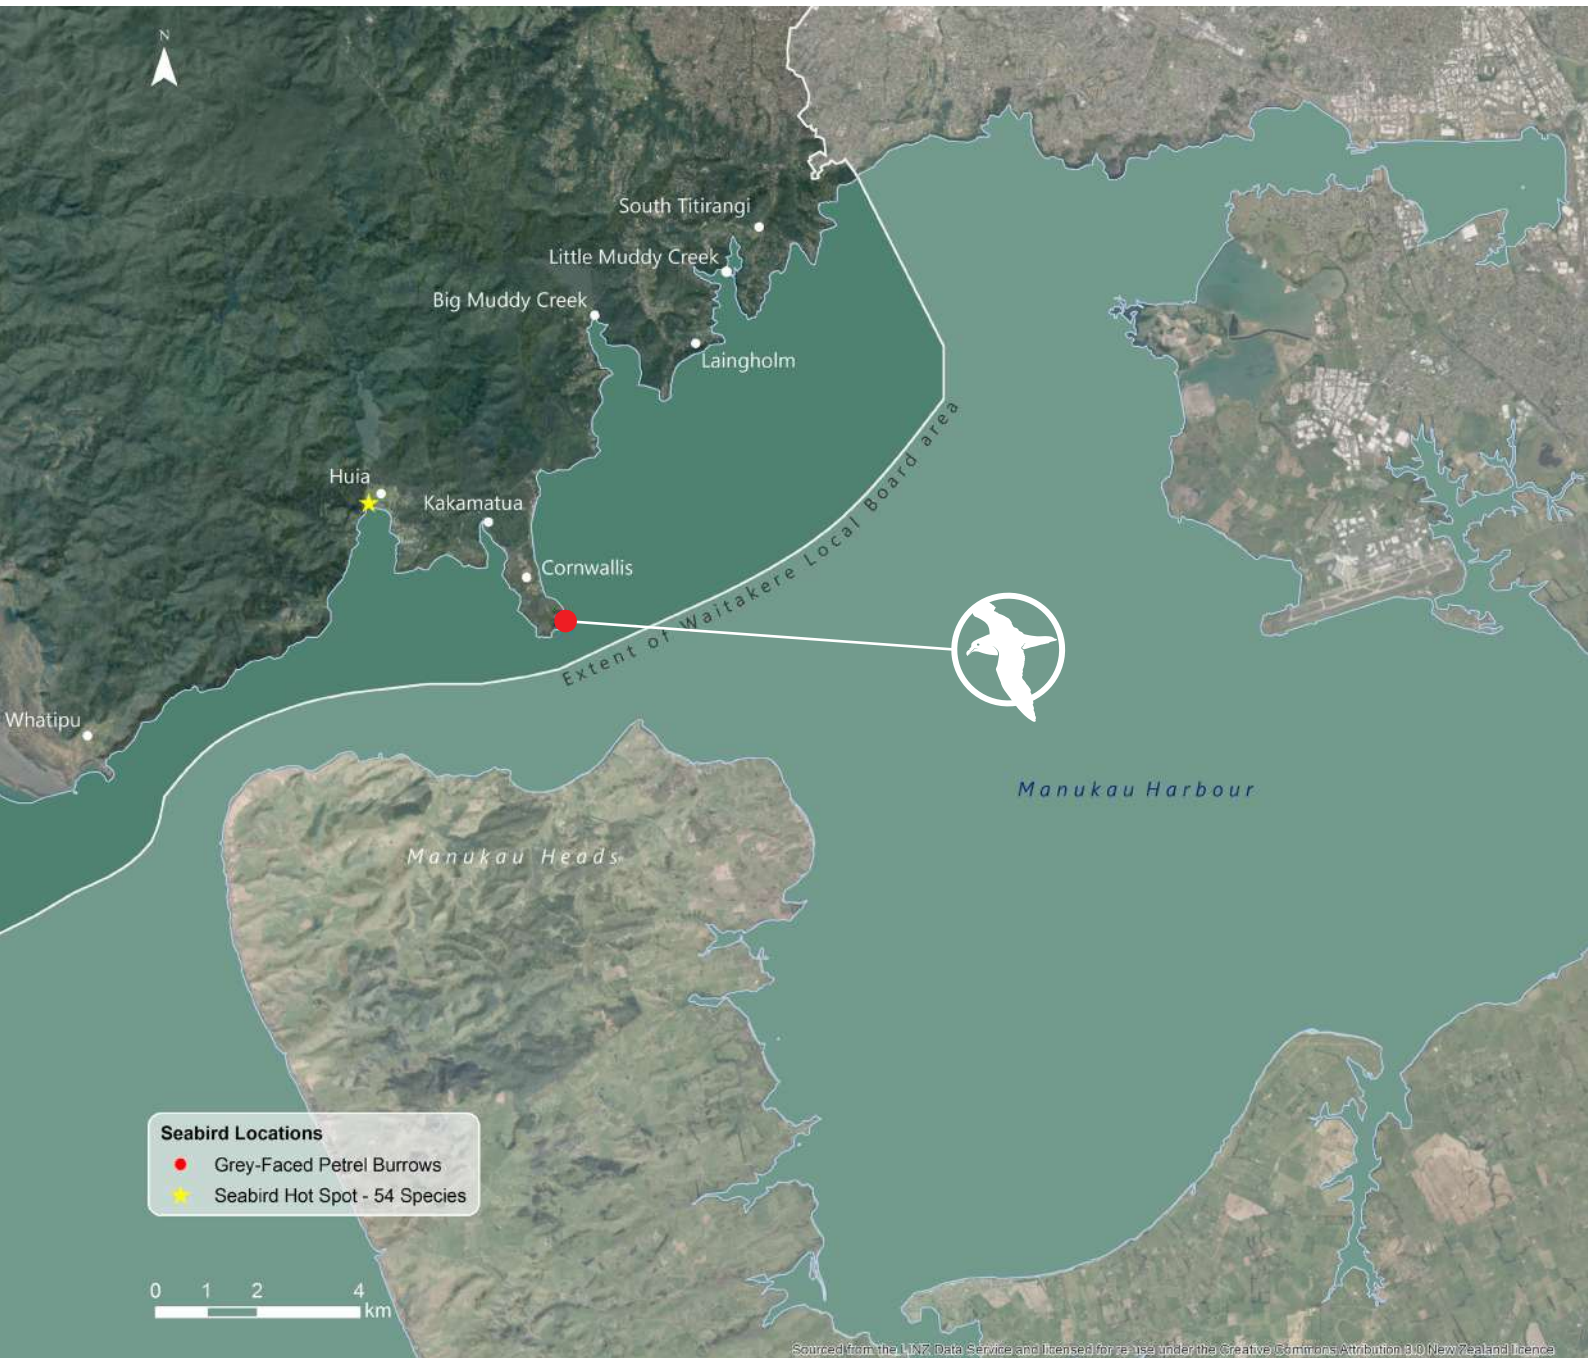 N
South Titirangi
Little Muddy Creek
Big Muddy Creek
Laingholm
Huia
Kakamatua
Cornwallis
Extent of Waitakere Local Board area
Whatipu
Manukau Harbour
Manukau Heads
Seabird Locations
Grey-Faced Petrel Burrows
Seabird Hot Spot - 54 Species
0 1 2 4
km
Sourced from the LINZ Data Service and licensed for re-use under the Creative Commons Attribution 3.0 New Zealand licence